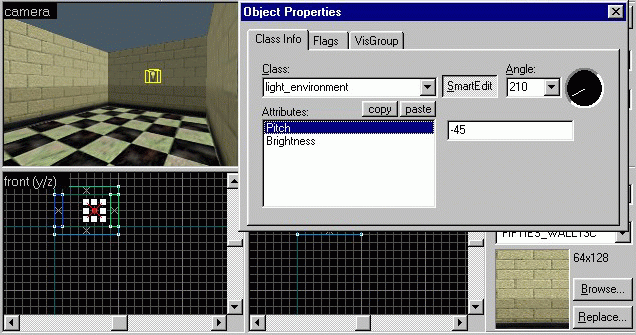 camera
Object Properties
Class Info
Flags
VisGroup
Class:
Angle:
light_environment
SmartEdit
210
Attributes:
copy
paste
Pitch
-45
Brightness
front (y/z)
64x128
Browse...
Replace...